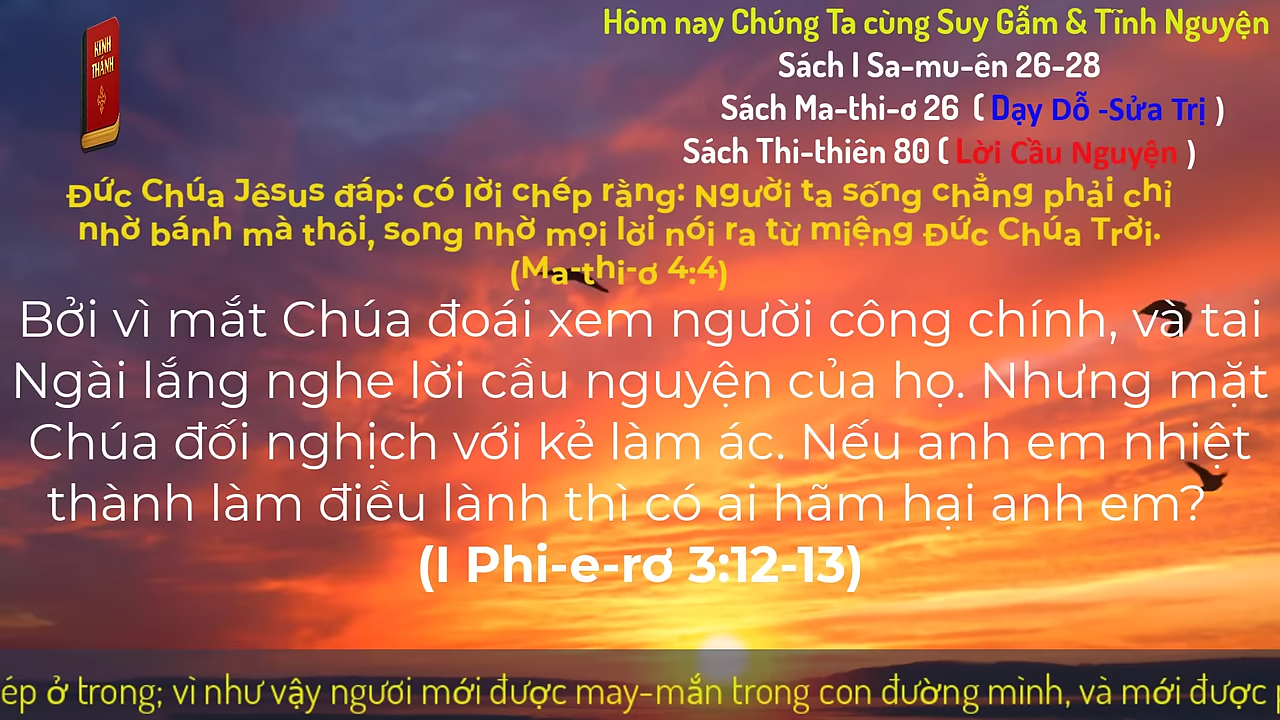 Hôm nay Chúng Ta cùng Suy Gẫm & Tĩnh Nguyện
KINH
THÁNH
Sách I Sa-mu-ên 26-28
Sách Ma-thi-ơ 26 ( Dạy Dỗ -Sửa Trị )
Sách Thi-thiên 80 ( Lời Cầu Nguyện )
Đức Chúa Jêsus đáp: Có lời chép rằng: Người ta sống chẳng phải chỉ
nhờ bánh mà thôi, song nhờ mọi lời nói ra từ miệng Đức Chúa Trời.
(Ma-thi-ơ 4:4)
Bởi vì mắt Chúa đoái xem người công chính, và tai
Ngài lắng nghe lời cầu nguyện của họ. Nhưng mặt
Chúa đối nghịch với kẻ làm ác. Nếu anh em nhiệt
thành làm điều lành thì có ai hãm hại anh em?
(I Phi-e-rơ 3:12-13)
ép ở trong; vì như vậy ngươi mới được may-mắn trong con đường mình, và mới được